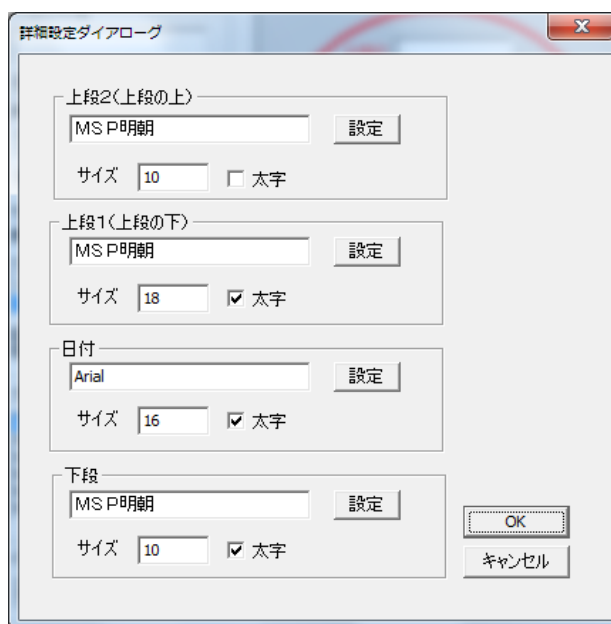 詳細設定ダイアローグ
上段2(上段の上)
MS P明朝
設定
サイズ 10 太字
上段1(上段の下)
MS P明朝
設定
サイズ 18 太字
日付
Arial
設定
サイズ 16 太字
下段
MS P明朝
設定
サイズ 10 太字
OK
キャンセル